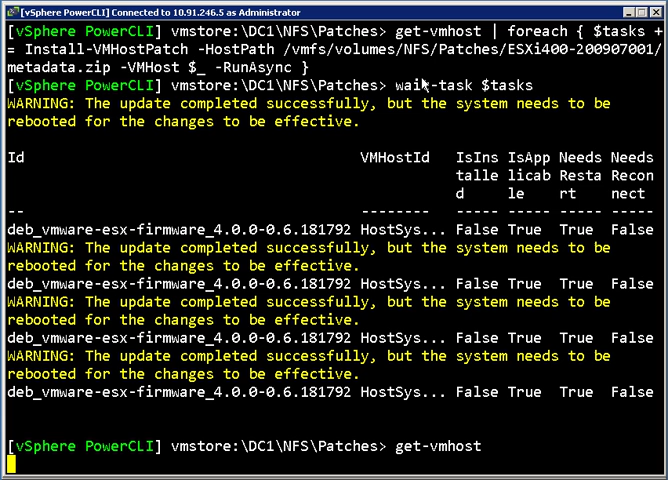 [vSphere PowerCLI] Connected to 10.91.246.5 as Administrator
[vSphere PowerCLI] vmstore:\DC1\NFS\Patches> get-vmhost | foreach { $tasks +
= Install-VMHostPatch -HostPath /vmfs/volumes/NFS/Patches/ESXi400-200907001/
metadata.zip -VMHost $_ -RunAsync }
[vSphere PowerCLI] vmstore:\DC1\NFS\Patches> wait-task $tasks
WARNING: The update completed successfully, but the system needs to be
rebooted for the changes to be effective.
Id VMHostId IsIns IsApp Needs Needs
talle licab Resta Recon
d le rt nect
-- -------- ----- ----- ----- -----
deb_vmware-esx-firmware_4.0.0-0.6.181792 HostSys... False True True False
WARNING: The update completed successfully, but the system needs to be
rebooted for the changes to be effective.
deb_vmware-esx-firmware_4.0.0-0.6.181792 HostSys... False True True False
WARNING: The update completed successfully, but the system needs to be
rebooted for the changes to be effective.
deb_vmware-esx-firmware_4.0.0-0.6.181792 HostSys... False True True False
WARNING: The update completed successfully, but the system needs to be
rebooted for the changes to be effective.
deb_vmware-esx-firmware_4.0.0-0.6.181792 HostSys... False True True False
[vSphere PowerCLI] vmstore:\DC1\NFS\Patches> get-vmhost